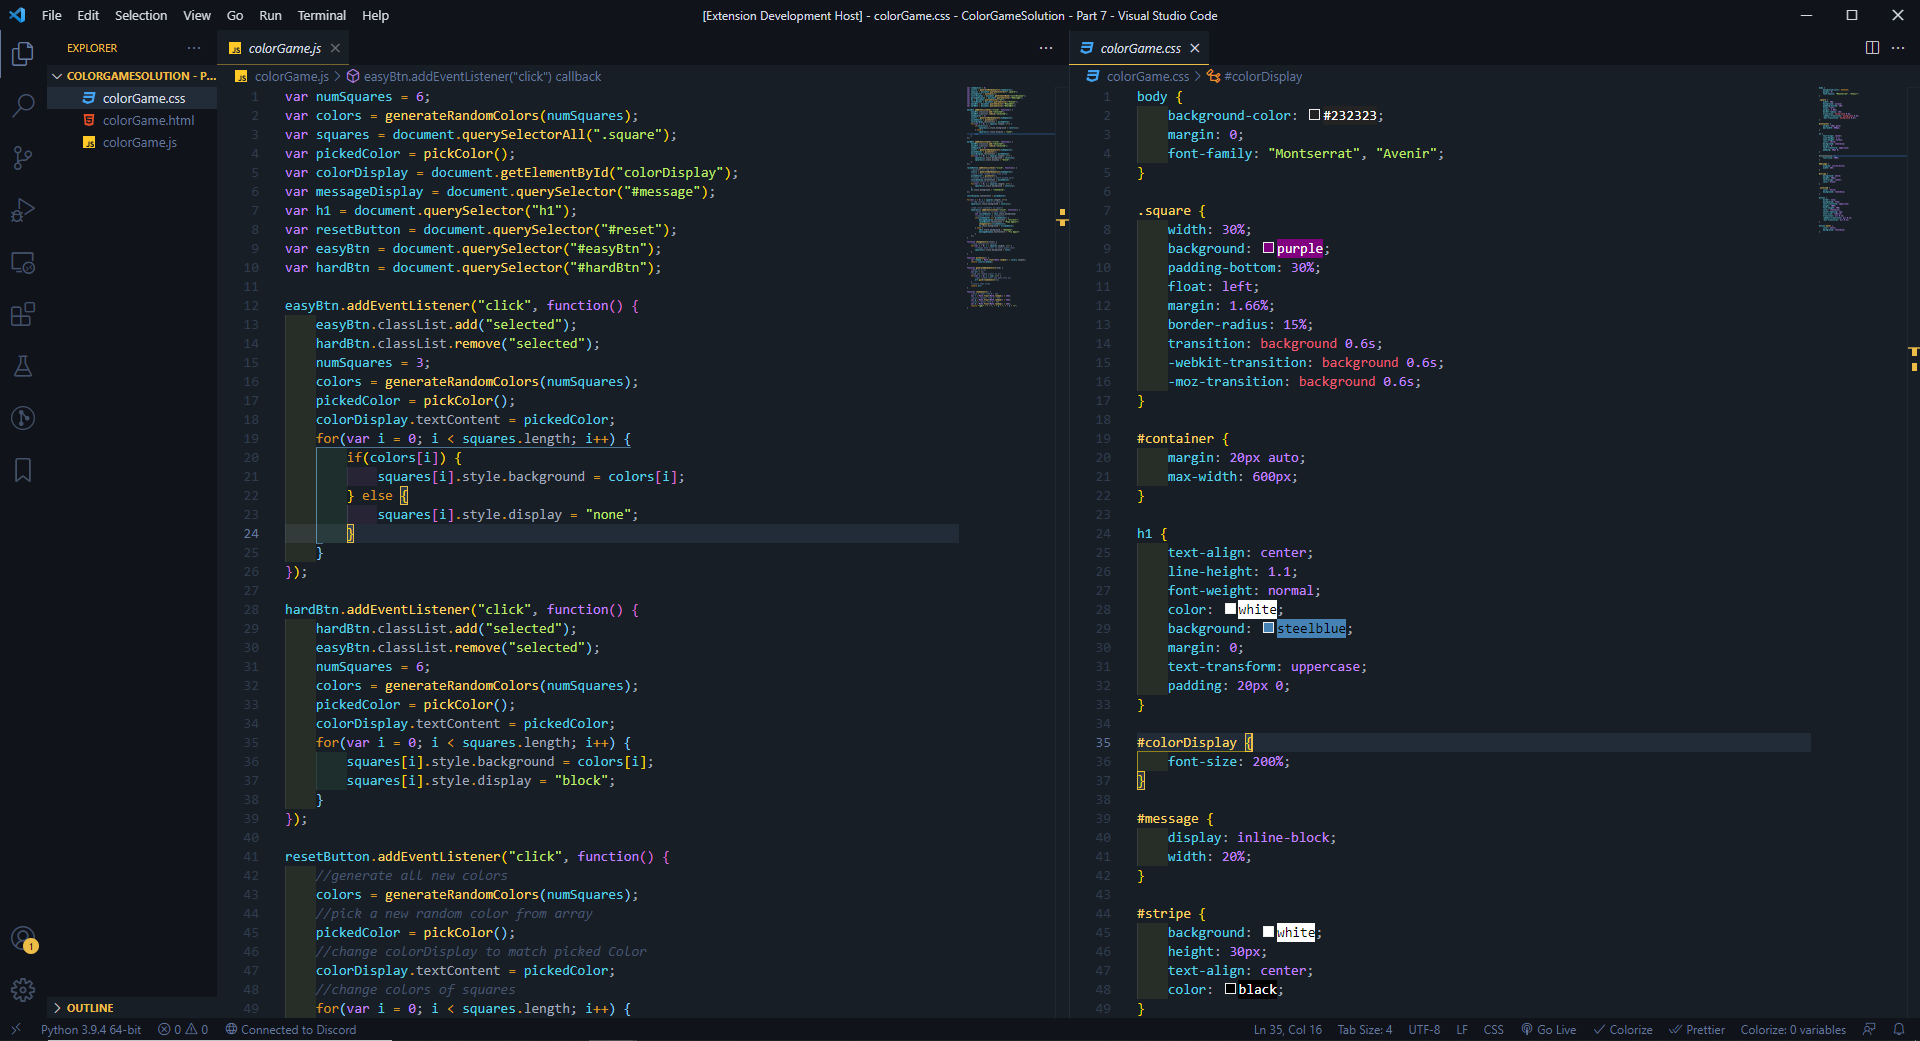 File Edit Selection View Go Run Terminal Help
[Extension Development Host] - colorGame.css - ColorGameSolution - Part 7 - Visual Studio Code
EXPLORER ···
COLORGAMESOLUTION - P...
colorGame.css
colorGame.html
colorGame.js
OUTLINE
JS colorGame.js
JS colorGame.js > easyBtn.addEventListener("click") callback
1 var numSquares = 6;
2 var colors = generateRandomColors(numSquares);
3 var squares = document.querySelectorAll(".square");
4 var pickedColor = pickColor();
5 var colorDisplay = document.getElementById("colorDisplay");
6 var messageDisplay = document.querySelector("#message");
7 var h1 = document.querySelector("h1");
8 var resetButton = document.querySelector("#reset");
9 var easyBtn = document.querySelector("#easyBtn");
10 var hardBtn = document.querySelector("#hardBtn");
11
12 easyBtn.addEventListener("click", function() {
13 easyBtn.classList.add("selected");
14 hardBtn.classList.remove("selected");
15 numSquares = 3;
16 colors = generateRandomColors(numSquares);
17 pickedColor = pickColor();
18 colorDisplay.textContent = pickedColor;
19 for(var i = 0; i < squares.length; i++) {
20 if(colors[i]) {
21 squares[i].style.background = colors[i];
22 } else {
23 squares[i].style.display = "none";
24 }
25 }
26 });
27
28 hardBtn.addEventListener("click", function() {
29 hardBtn.classList.add("selected");
30 easyBtn.classList.remove("selected");
31 numSquares = 6;
32 colors = generateRandomColors(numSquares);
33 pickedColor = pickColor();
34 colorDisplay.textContent = pickedColor;
35 for(var i = 0; i < squares.length; i++) {
36 squares[i].style.background = colors[i];
37 squares[i].style.display = "block";
38 }
39 });
40
41 resetButton.addEventListener("click", function() {
42 //generate all new colors
43 colors = generateRandomColors(numSquares);
44 //pick a new random color from array
45 pickedColor = pickColor();
46 //change colorDisplay to match picked Color
47 colorDisplay.textContent = pickedColor;
48 //change colors of squares
49 for(var i = 0; i < squares.length; i++) {
colorGame.css
colorGame.css > #colorDisplay
1 body {
2 background-color: #232323;
3 margin: 0;
4 font-family: "Montserrat", "Avenir";
5 }
6
7 .square {
8 width: 30%;
9 background: purple;
10 padding-bottom: 30%;
11 float: left;
12 margin: 1.66%;
13 border-radius: 15%;
14 transition: background 0.6s;
15 -webkit-transition: background 0.6s;
16 -moz-transition: background 0.6s;
17 }
18
19 #container {
20 margin: 20px auto;
21 max-width: 600px;
22 }
23
24 h1 {
25 text-align: center;
26 line-height: 1.1;
27 font-weight: normal;
28 color: white;
29 background: steelblue;
30 margin: 0;
31 text-transform: uppercase;
32 padding: 20px 0;
33 }
34
35 #colorDisplay {
36 font-size: 200%;
37 }
38
39 #message {
40 display: inline-block;
41 width: 20%;
42 }
43
44 #stripe {
45 background: white;
46 height: 30px;
47 text-align: center;
48 color: black;
49 }
1
Python 3.9.4 64-bit 0 0 Connected to Discord
Ln 35, Col 16 Tab Size: 4 UTF-8 LF CSS Go Live Colorize Prettier Colorize: 0 variables